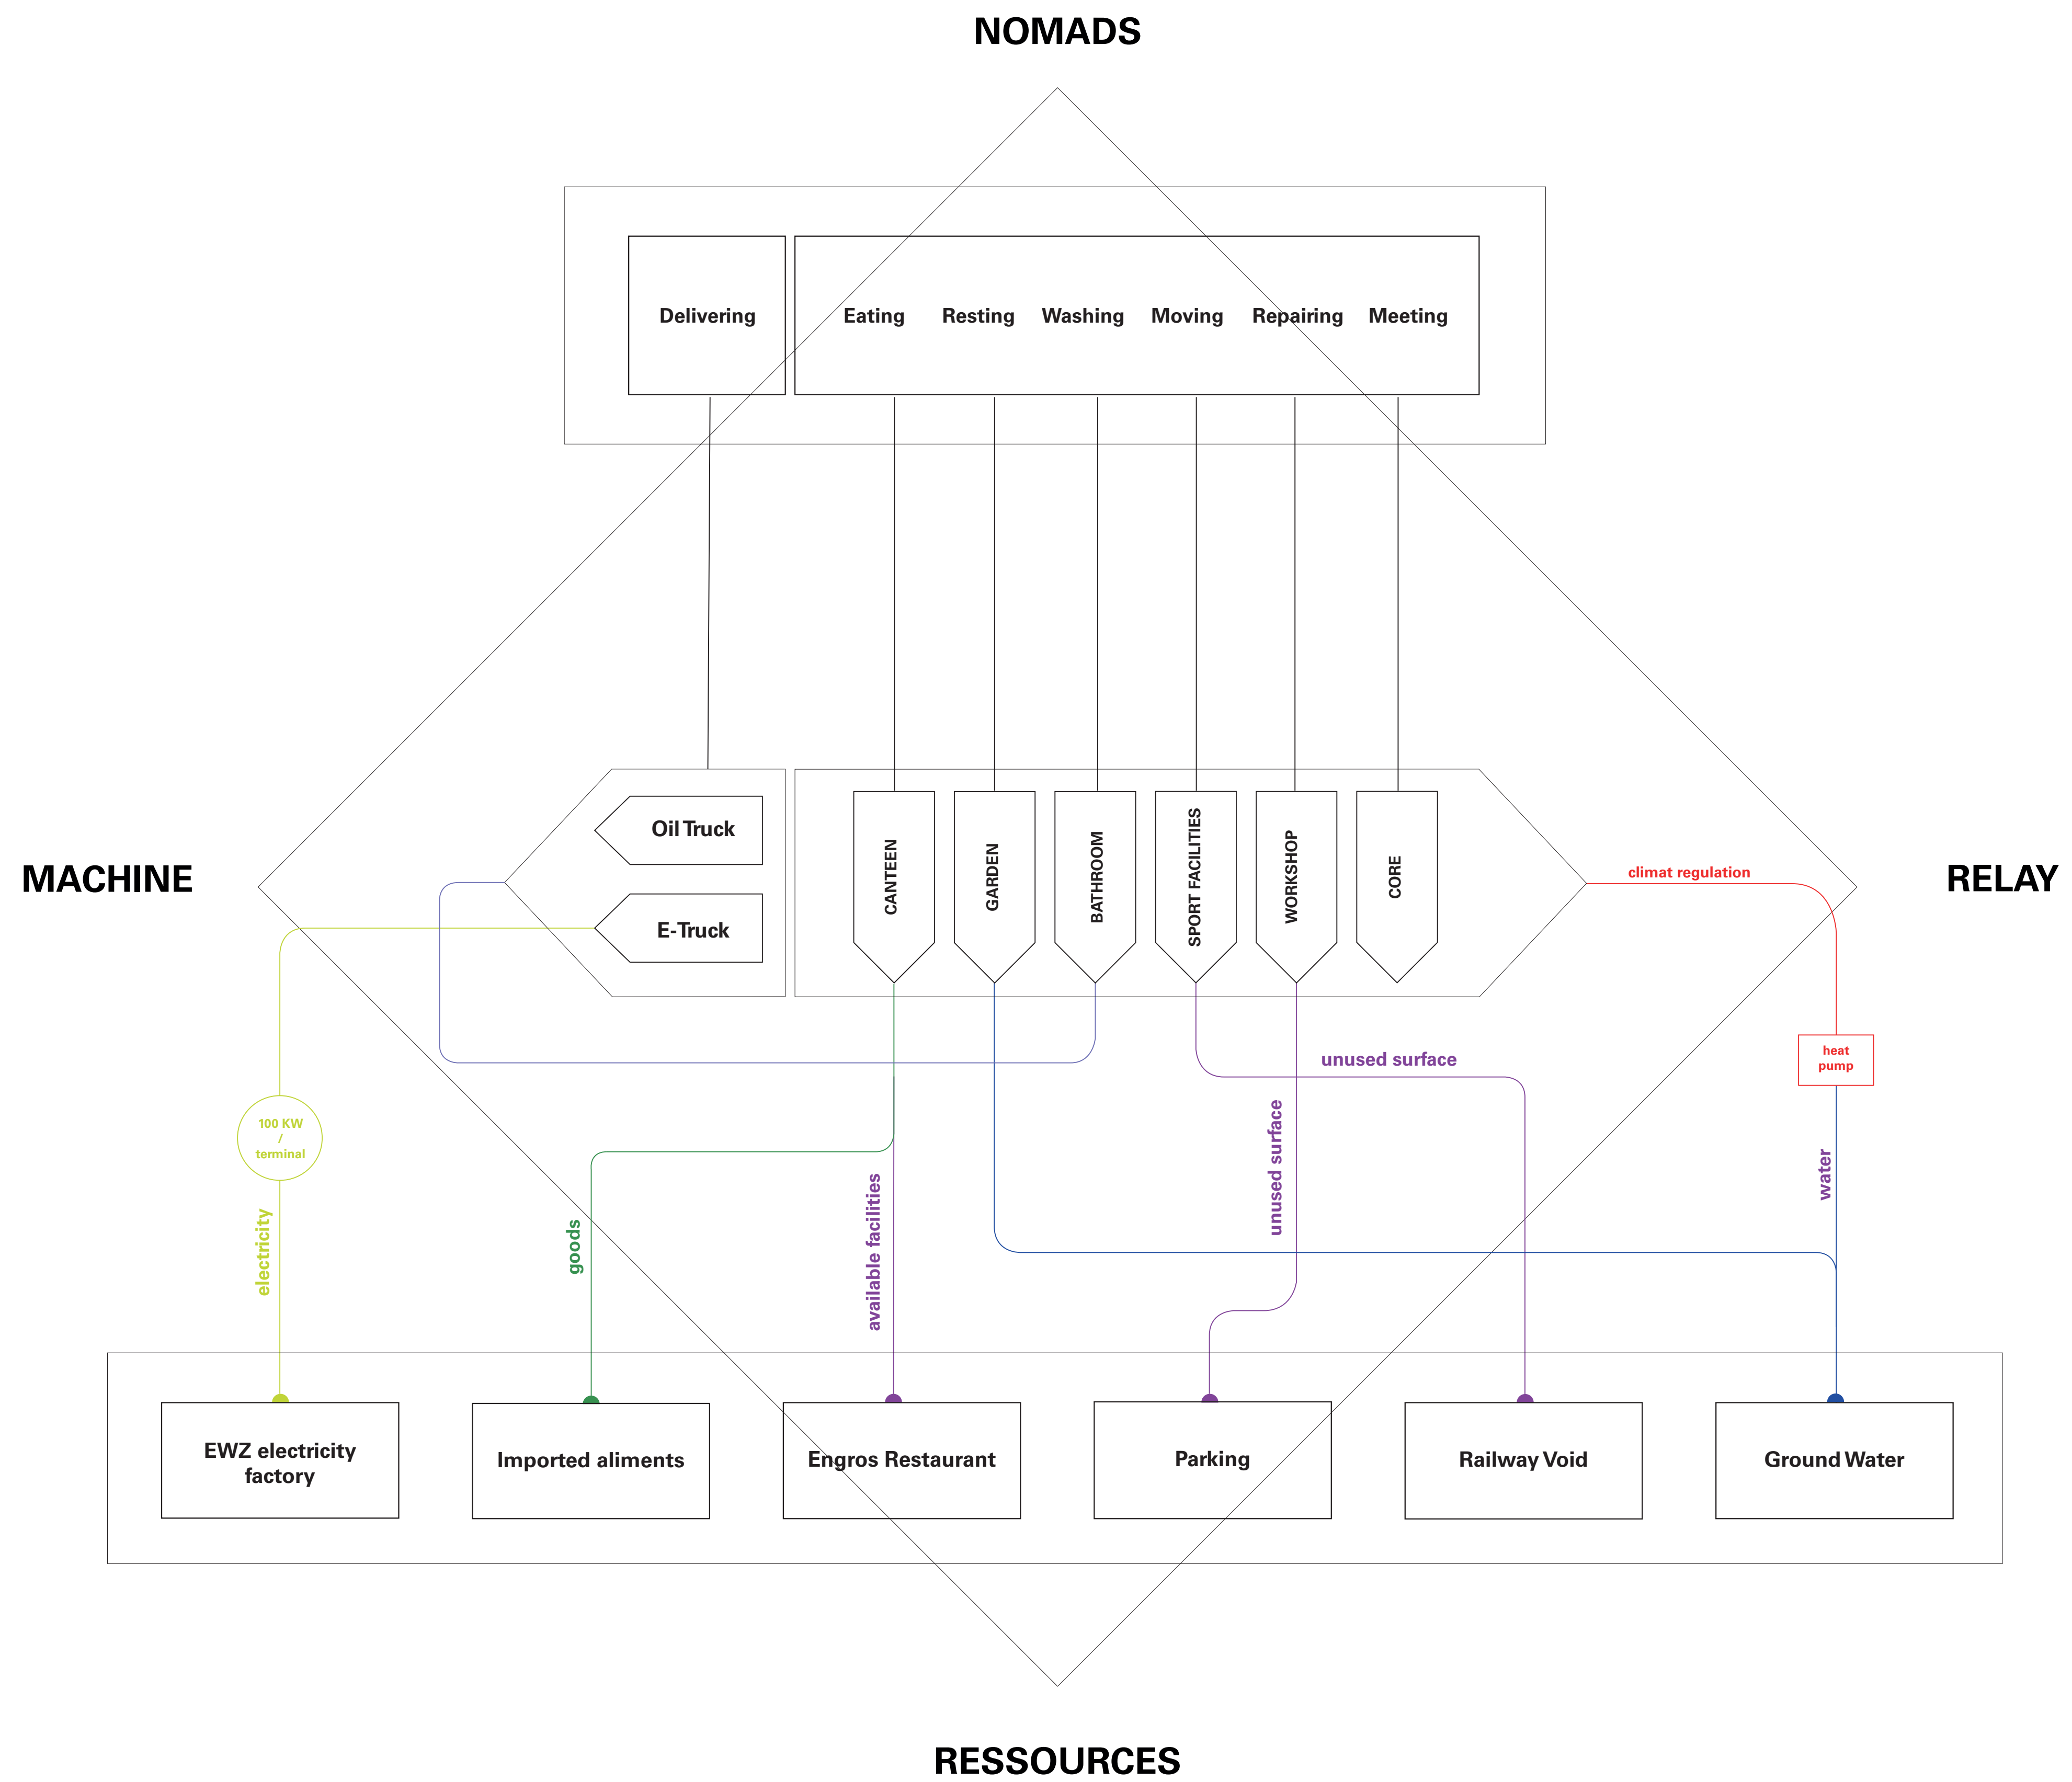 NOMADS
Delivering
Eating
Resting
Washing
Moving
Repairing
Meeting
MACHINE
Oil Truck
E-Truck
CANTEEN
GARDEN
BATHROOM
SPORT FACILITIES
WORKSHOP
CORE
climat regulation
RELAY
heat
pump
unused surface
100 KW
/
terminal
electricity
goods
available facilities
unused surface
water
EWZ electricity
factory
Imported aliments
Engros Restaurant
Parking
Railway Void
Ground Water
RESSOURCES